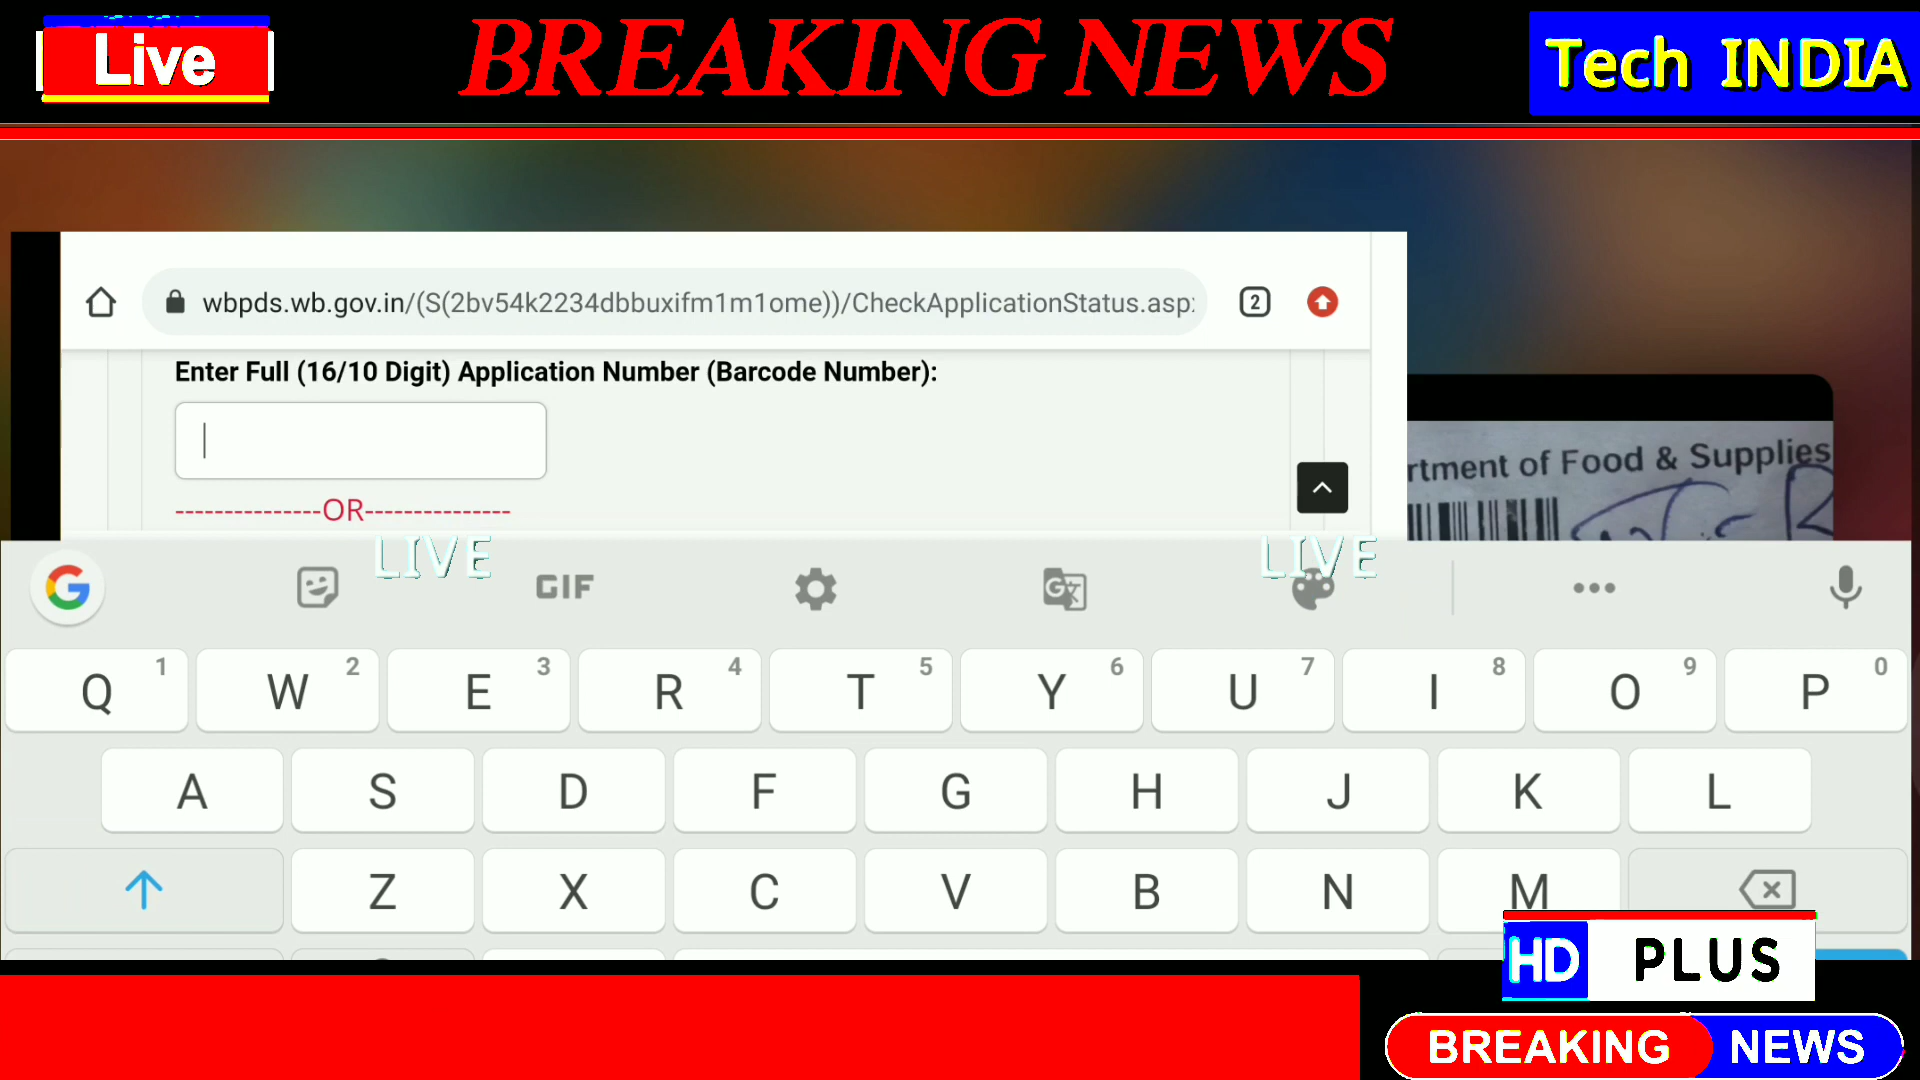 Live
BREAKING NEWS
Tech INDIA
2
wbpds.wb.gov.in/(S(2bv54k2234dbbuxifm1m1ome))/CheckApplicationStatus.asp
Enter Full (16/10 Digit) Application Number (Barcode Number):
---------------OR---------------
rtment of Food & Supplies
LIVE
LIVE
G GIF
Q 1 W 2 E 3 R 4 T 5 Y 6 U 7 I 8 O 9 P 0
A S D F G H J K L
Z X C V B N M
HD PLUS
BREAKING NEWS